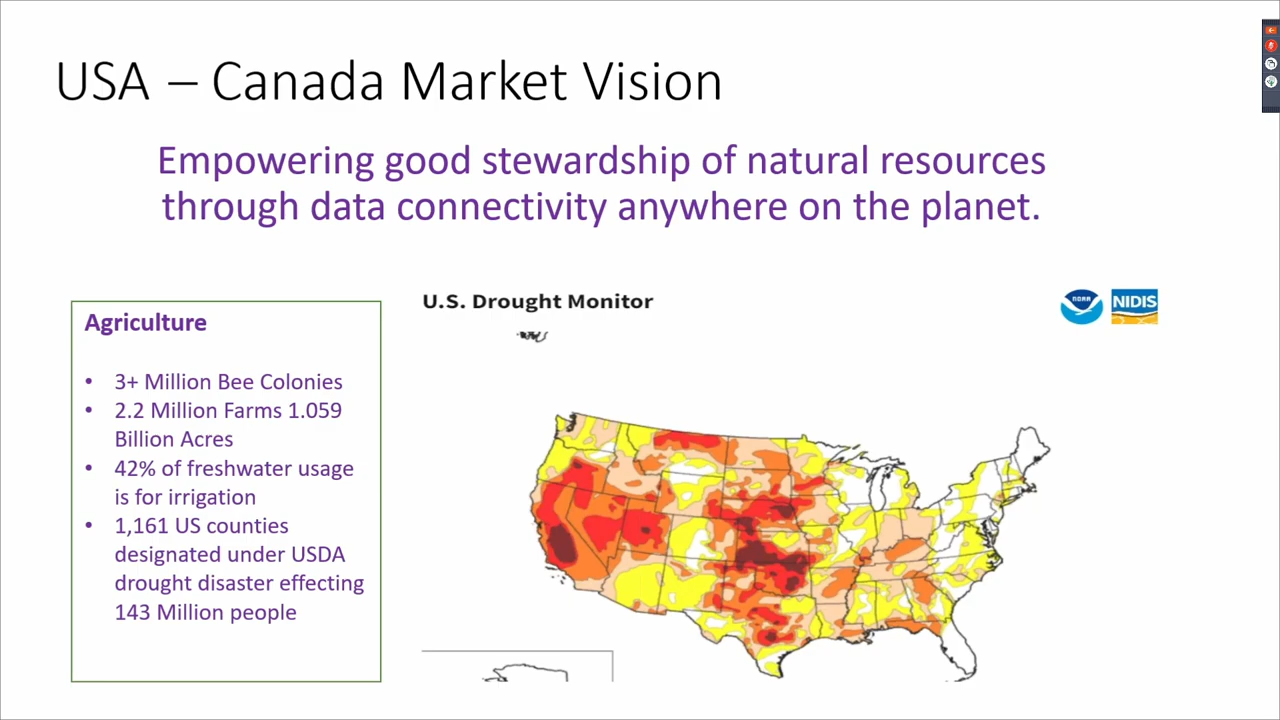 USA – Canada Market Vision
Empowering good stewardship of natural resources
through data connectivity anywhere on the planet.
Agriculture
• 3+ Million Bee Colonies
• 2.2 Million Farms 1.059
Billion Acres
• 42% of freshwater usage
is for irrigation
• 1,161 US counties
designated under USDA
drought disaster effecting
143 Million people
U.S. Drought Monitor
NOAA
NIDIS